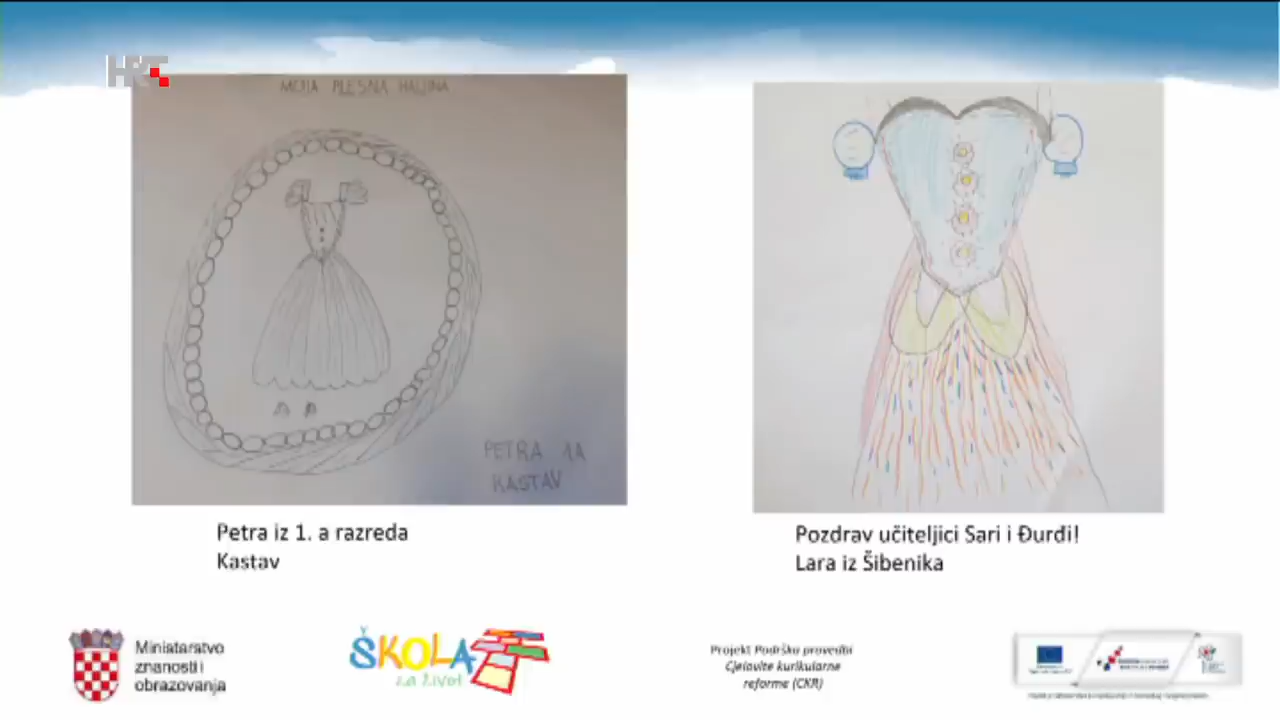 HRT
MOJA PLESNA HALJINA
PETRA 1A
KASTAV
Petra iz 1. a razreda
Kastav
Pozdrav učiteljici Sari i Đurđi!
Lara iz Šibenika
Ministarstvo
znanosti i
obrazovanja
ŠKOLA
za život
Projekt Podrška provedbi
Cjelovite kurikularne
reforme (CKR)